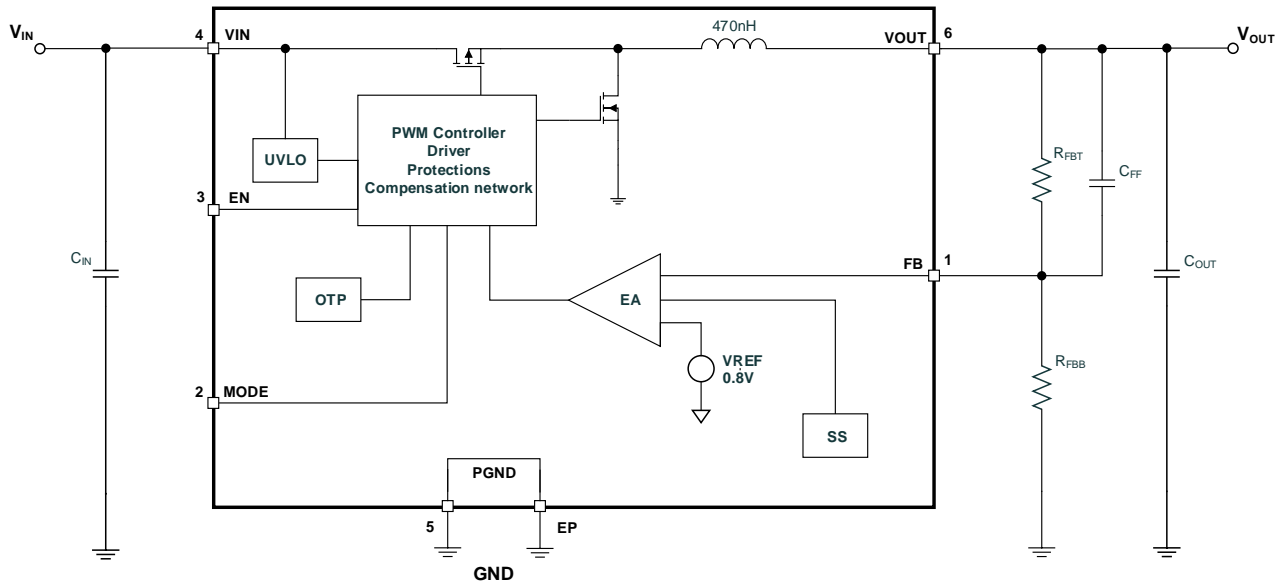 470nH
VIN
4
VIN
VOUT
6
VOUT
PWM Controller
Driver
Protections
Compensation network
UVLO
RFBT
CFF
3
EN
CIN
FB
1
COUT
OTP
EA
VREF
0.8V
RFBB
2
MODE
SS
PGND
5
EP
GND